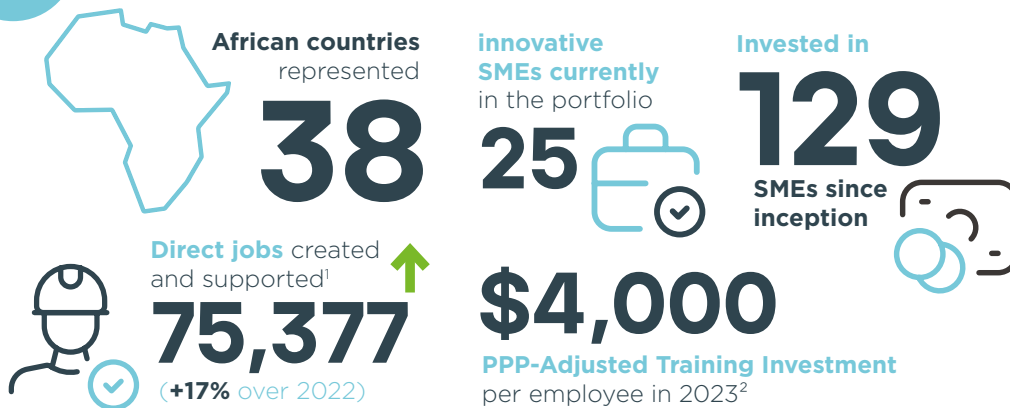 African countries
represented
38
innovative
SMEs currently
in the portfolio
25
Invested in
129
SMEs since
inception
Direct jobs created
and supported¹
75,377
(+17% over 2022)
$4,000
PPP-Adjusted Training Investment
per employee in 2023²